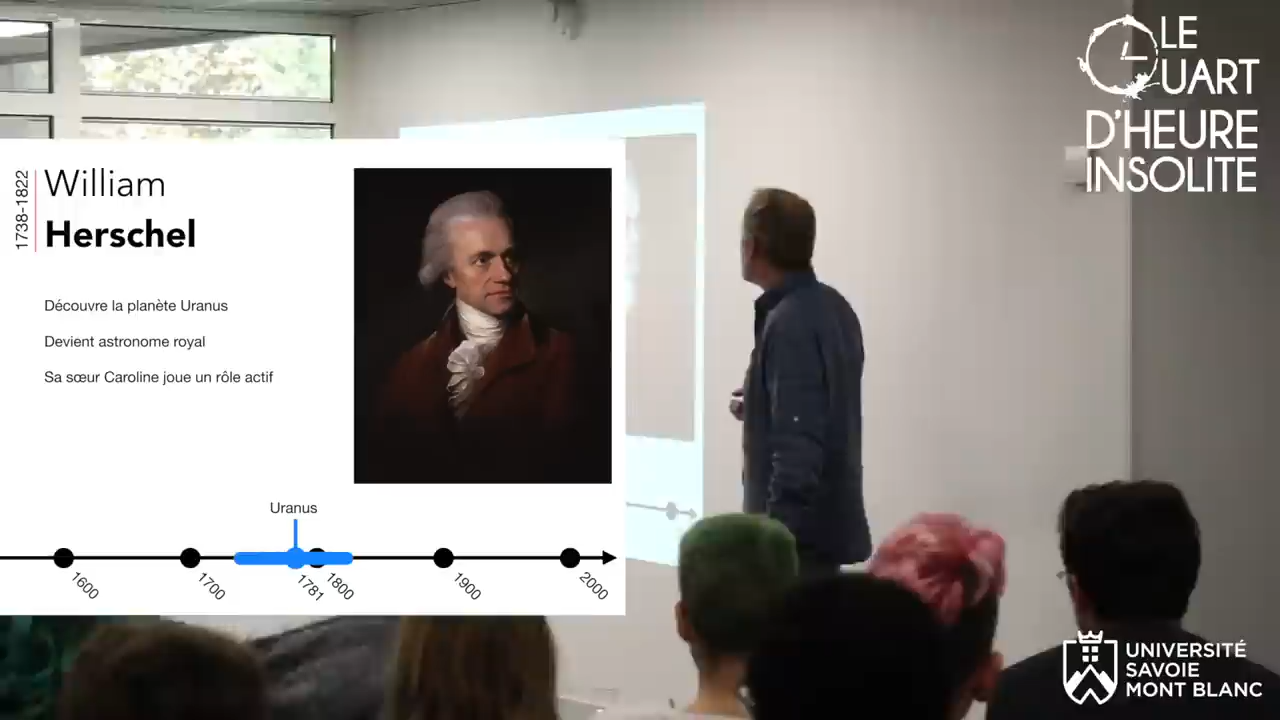 1738-1822
William
Herschel
Découvre la planète Uranus
Devient astronome royal
Sa sœur Caroline joue un rôle actif
Uranus
1600
1700
1781
1800
1900
2000
LE
QUART
D'HEURE
INSOLITE
UNIVERSITÉ
SAVOIE
MONT BLANC